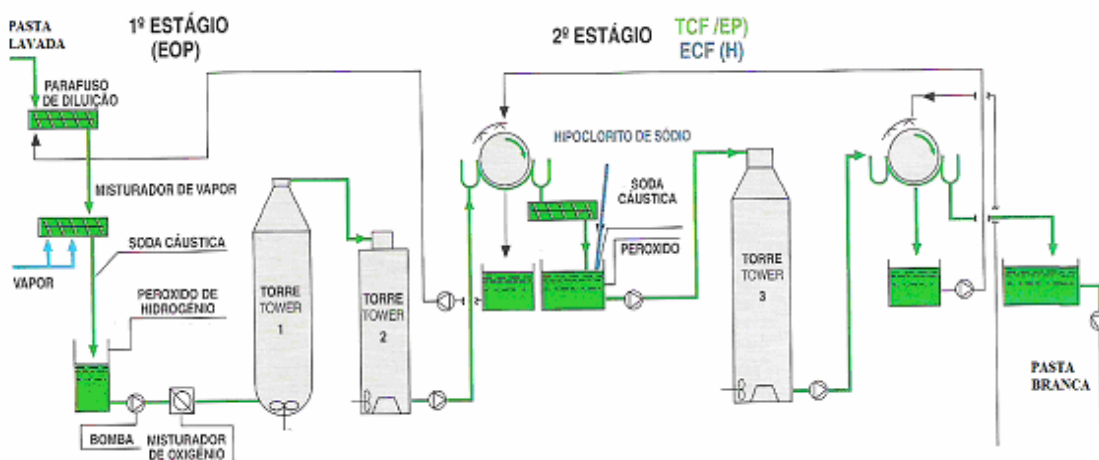 PASTA
LAVADA
1º ESTÁGIO
(EOP)
2º ESTÁGIO
TCF /EP)
ECF (H)
PARAFUSO
DE DILUIÇÃO
HIPOCLORITO DE SÓDIO
MISTURADOR DE VAPOR
SODA
CÁUSTICA
PEROXIDO
SODA CÁUSTICA
VAPOR
PEROXIDO DE
HIDROGÉNIO
TORRE
TOWER
1
TORRE
TOWER
2
TORRE
TOWER
3
PASTA
BRANCA
BOMBA
MISTURADOR
DE OXIGÉNIO